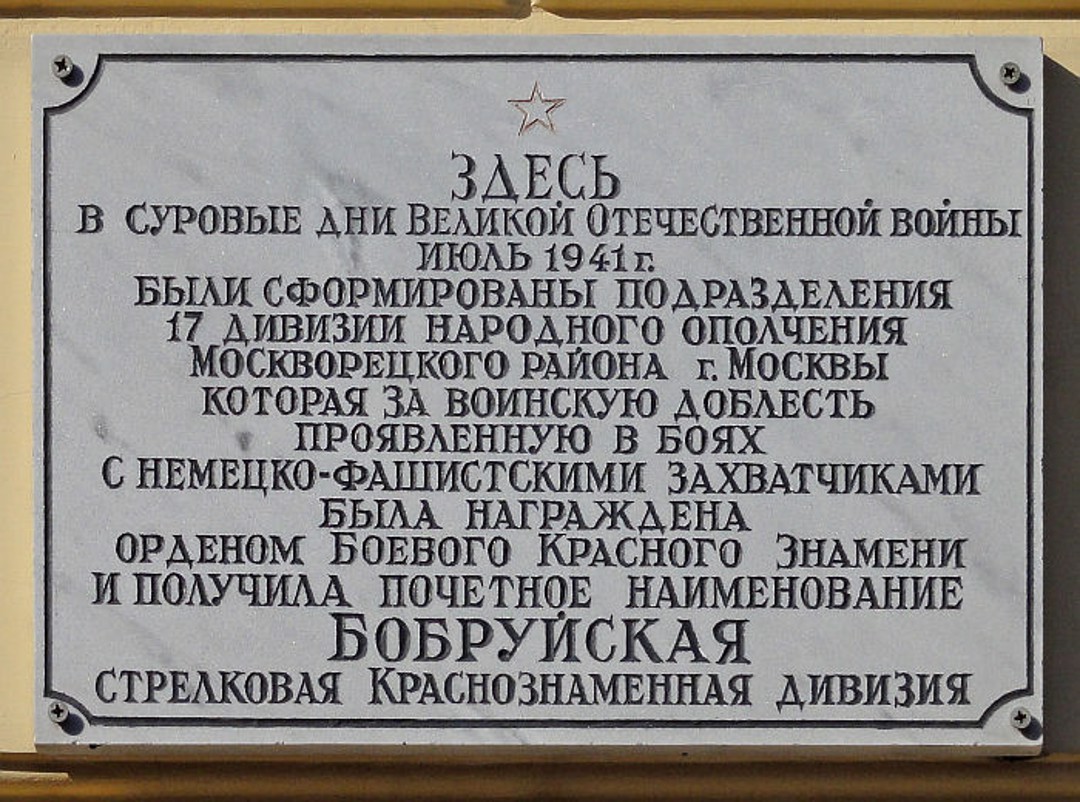 ЗДЕСЬ
В СУРОВЫЕ ДНИ ВЕЛИКОЙ ОТЕЧЕСТВЕННОЙ ВОЙНЫ
ИЮЛЬ 1941 г.
БЫЛИ СФОРМИРОВАНЫ ПОДРАЗДЕЛЕНИЯ
17 ДИВИЗИИ НАРОДНОГО ОПОЛЧЕНИЯ
МОСКВОРЕЦКОГО РАЙОНА г. МОСКВЫ
КОТОРАЯ ЗА ВОИНСКУЮ ДОБЛЕСТЬ
ПРОЯВЛЕННУЮ В БОЯХ
С НЕМЕЦКО-ФАШИСТСКИМИ ЗАХВАТЧИКАМИ
БЫЛА НАГРАЖДЕНА
ОРДЕНОМ БОЕВОГО КРАСНОГО ЗНАМЕНИ
И ПОЛУЧИЛА ПОЧЕТНОЕ НАИМЕНОВАНИЕ
БОБРУЙСКАЯ
СТРЕЛКОВАЯ КРАСНОЗНАМЕННАЯ ДИВИЗИЯ